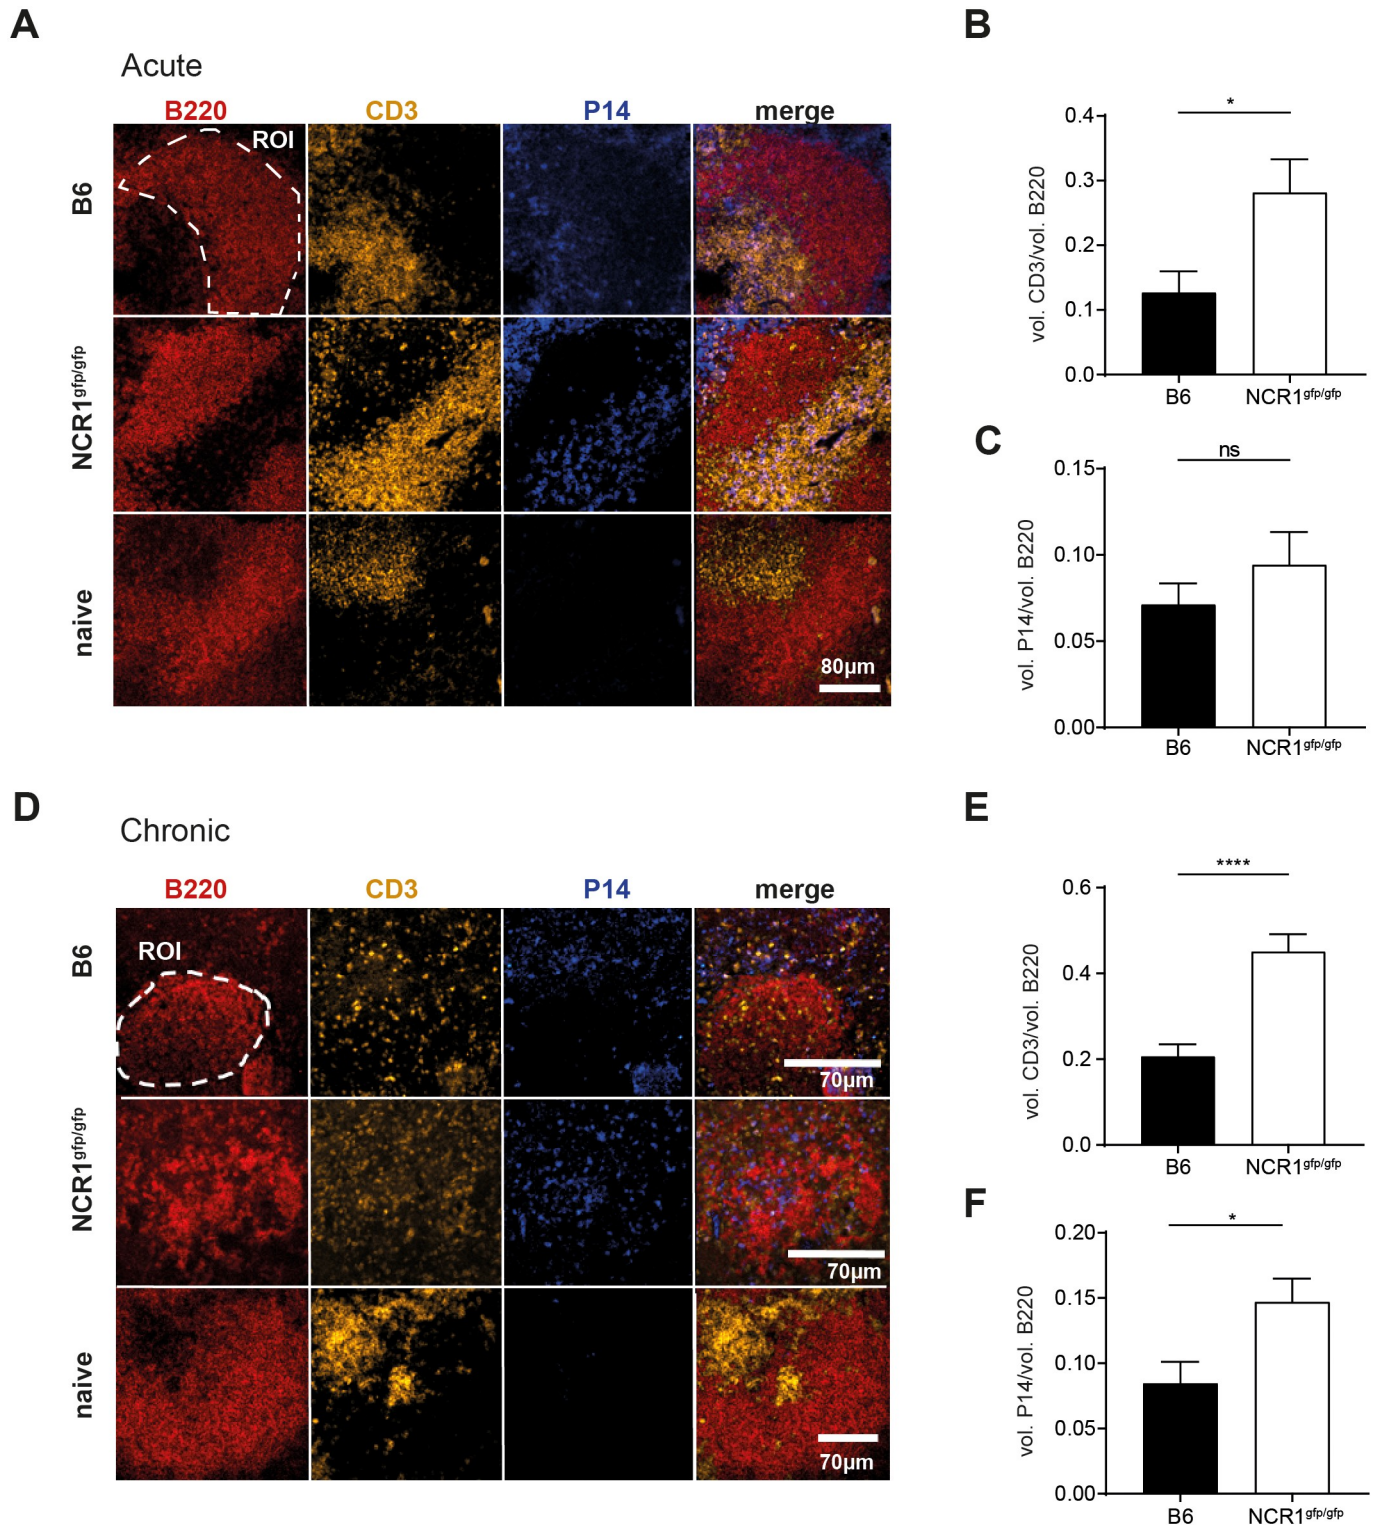 A
Acute
B220 CD3 P14 merge
ROI
B6
NCR1gfp/gfp
naive
80µm
B
*
0.4
0.3
0.2
0.1
0.0
vol. CD3/vol. B220
B6 NCR1gfp/gfp
C
ns
0.15
0.10
0.05
0.00
vol. P14/vol. B220
B6 NCR1gfp/gfp
D
Chronic
B220 CD3 P14 merge
ROI
B6
70µm
NCR1gfp/gfp
70µm
naive
70µm
E
****
0.6
0.4
0.2
0.0
vol. CD3/vol. B220
B6 NCR1gfp/gfp
F
*
0.20
0.15
0.10
0.05
0.00
vol. P14/vol. B220
B6 NCR1gfp/gfp